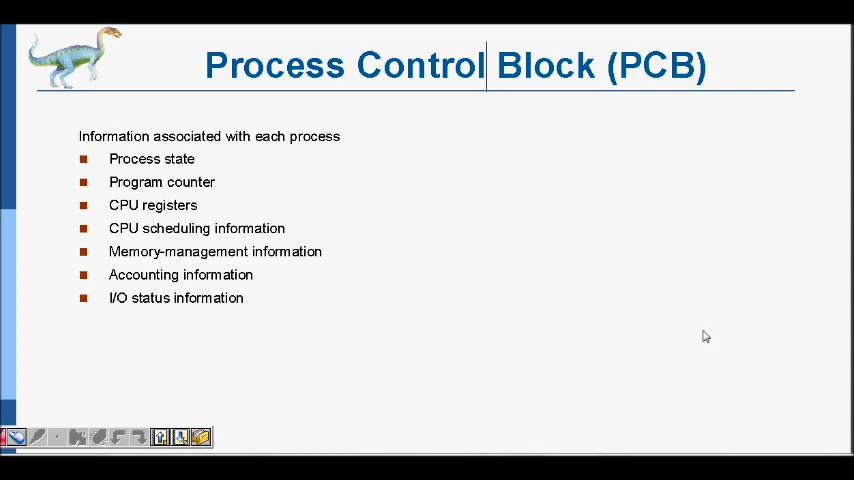 Process Control Block (PCB)
Information associated with each process
Process state
Program counter
CPU registers
CPU scheduling information
Memory-management information
Accounting information
I/O status information